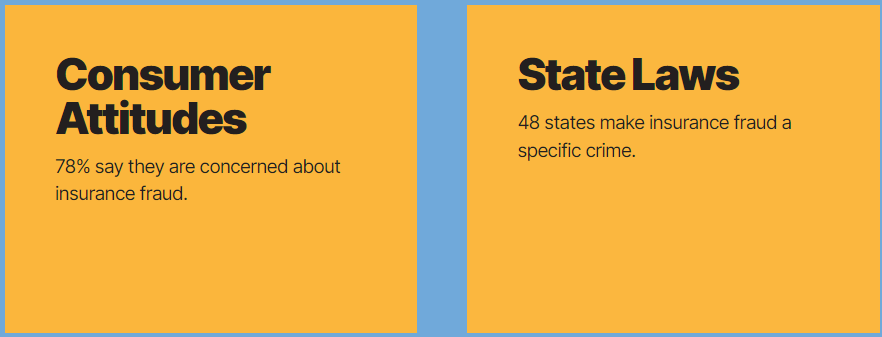 Consumer
Attitudes
78% say they are concerned about
insurance fraud.
State Laws
48 states make insurance fraud a
specific crime.